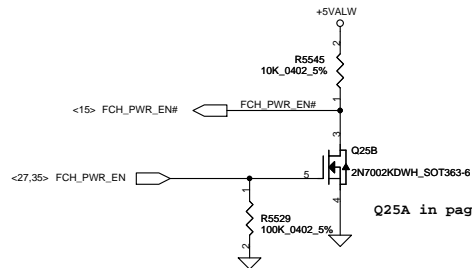 +5VALW
2
R5545
10K_0402_5%
1
<15> FCH_PWR_EN#
FCH_PWR_EN#
3
Q25B
2N7002KDWH_SOT363-6
<27,35> FCH_PWR_EN
5
4
1
R5529
100K_0402_5%
2
Q25A in pag